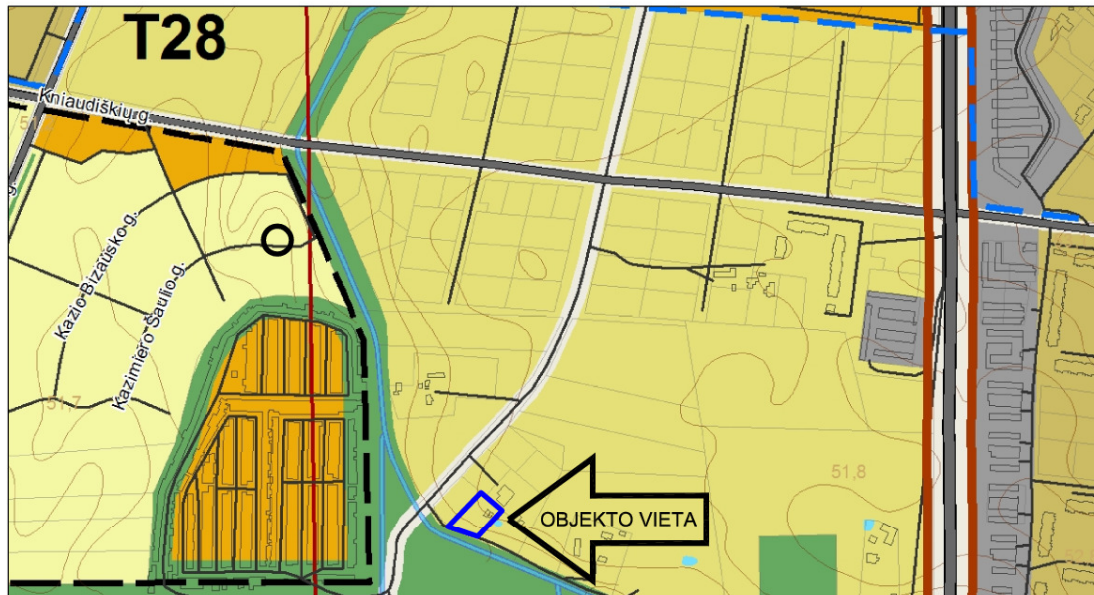 T28
Kniaudiškių g.
g.
Kazio Bizausko g.
Kazimiero Šaulio g.
51,7
51,8
OBJEKTO VIETA